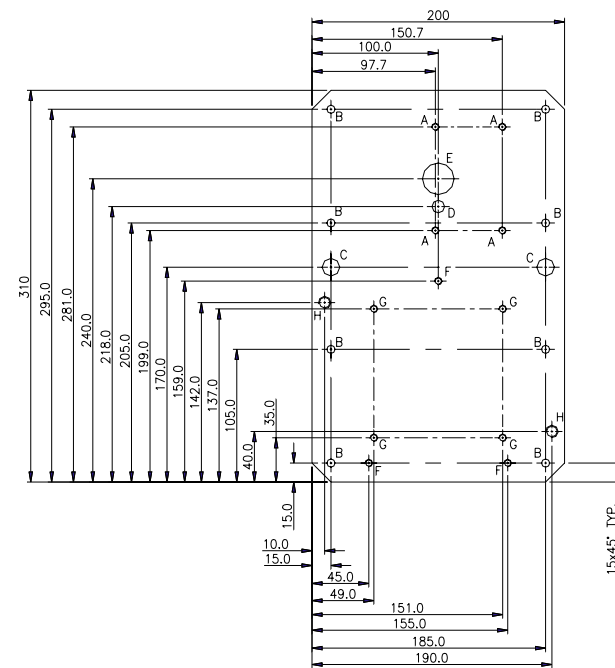 200
150.7
100.0
97.7
B
A
A
B
E
D
B
B
A
A
C
C
F
310
295.0
281.0
240.0
218.0
205.0
199.0
170.0
159.0
142.0
137.0
105.0
35.0
40.0
15.0
H
G
G
B
B
H
G
G
B
B
F
F
10.0
15.0
45.0
49.0
151.0
155.0
185.0
190.0
15x45° TYP.